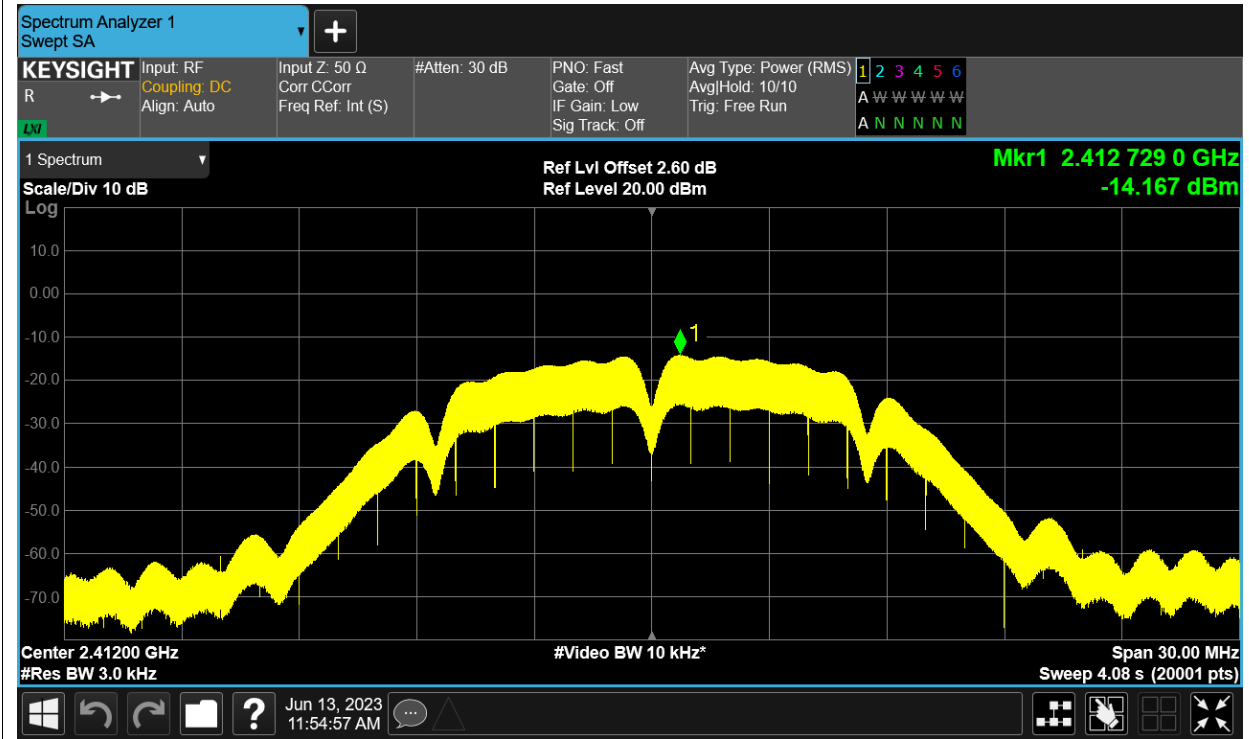 Spectrum Analyzer 1
Swept SA
KEYSIGHT
R
LXI
Input: RF
Coupling: DC
Align: Auto
Input Z: 50 Ω
Corr CCorr
Freq Ref: Int (S)
#Atten: 30 dB
PNO: Fast
Gate: Off
IF Gain: Low
Sig Track: Off
Avg Type: Power (RMS)
Avg|Hold: 10/10
Trig: Free Run
1 2 3 4 5 6
A W W W W W
A N N N N N
1 Spectrum
Scale/Div 10 dB
Ref Lvl Offset 2.60 dB
Ref Level 20.00 dBm
Mkr1 2.412 729 0 GHz
-14.167 dBm
Log
10.0
0.00
-10.0
-20.0
-30.0
-40.0
-50.0
-60.0
-70.0
1
Center 2.41200 GHz
#Res BW 3.0 kHz
#Video BW 10 kHz*
Span 30.00 MHz
Sweep 4.08 s (20001 pts)
?
Jun 13, 2023
11:54:57 AM